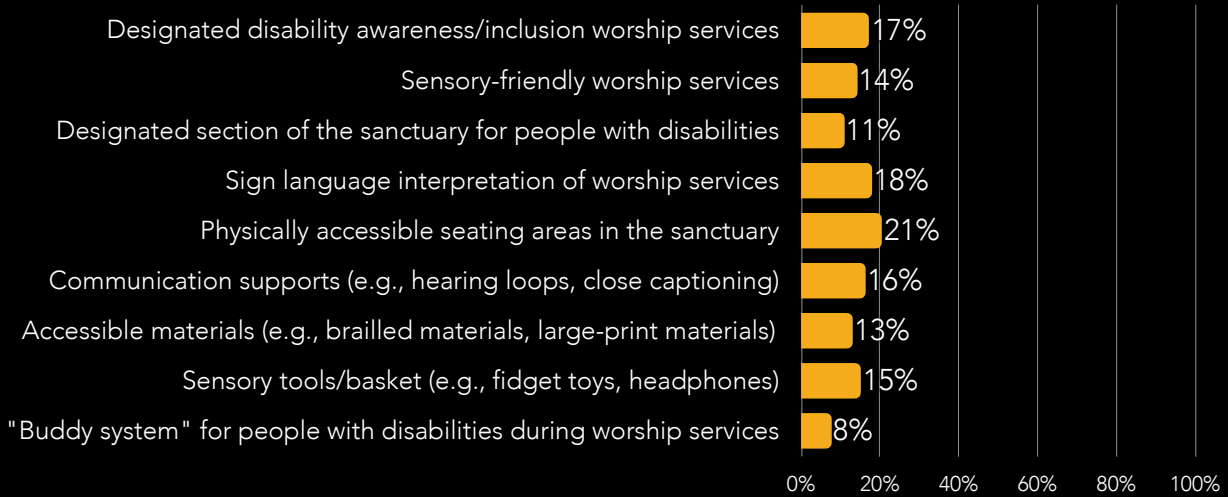 Designated disability awareness/inclusion worship services 17%
Sensory-friendly worship services 14%
Designated section of the sanctuary for people with disabilities 11%
Sign language interpretation of worship services 18%
Physically accessible seating areas in the sanctuary 21%
Communication supports (e.g., hearing loops, close captioning) 16%
Accessible materials (e.g., brailled materials, large-print materials) 13%
Sensory tools/basket (e.g., fidget toys, headphones) 15%
"Buddy system" for people with disabilities during worship services 8%
0% 20% 40% 60% 80% 100%